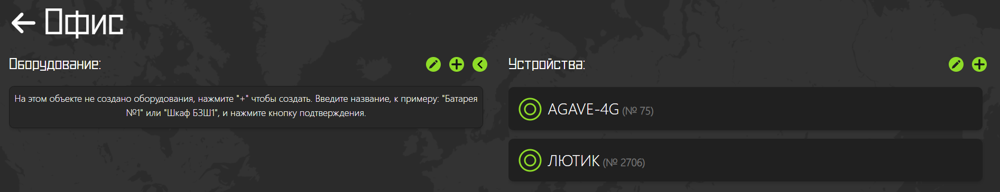 Офис
Оборудование:
На этом объекте не создано оборудования, нажмите "+" чтобы создать. Введите название, к примеру: "Батарея
№1" или "Шкаф БЗШ1", и нажмите кнопку подтверждения.
Устройства:
AGAVE-4G (№ 75)
ЛЮТИК (№ 2706)